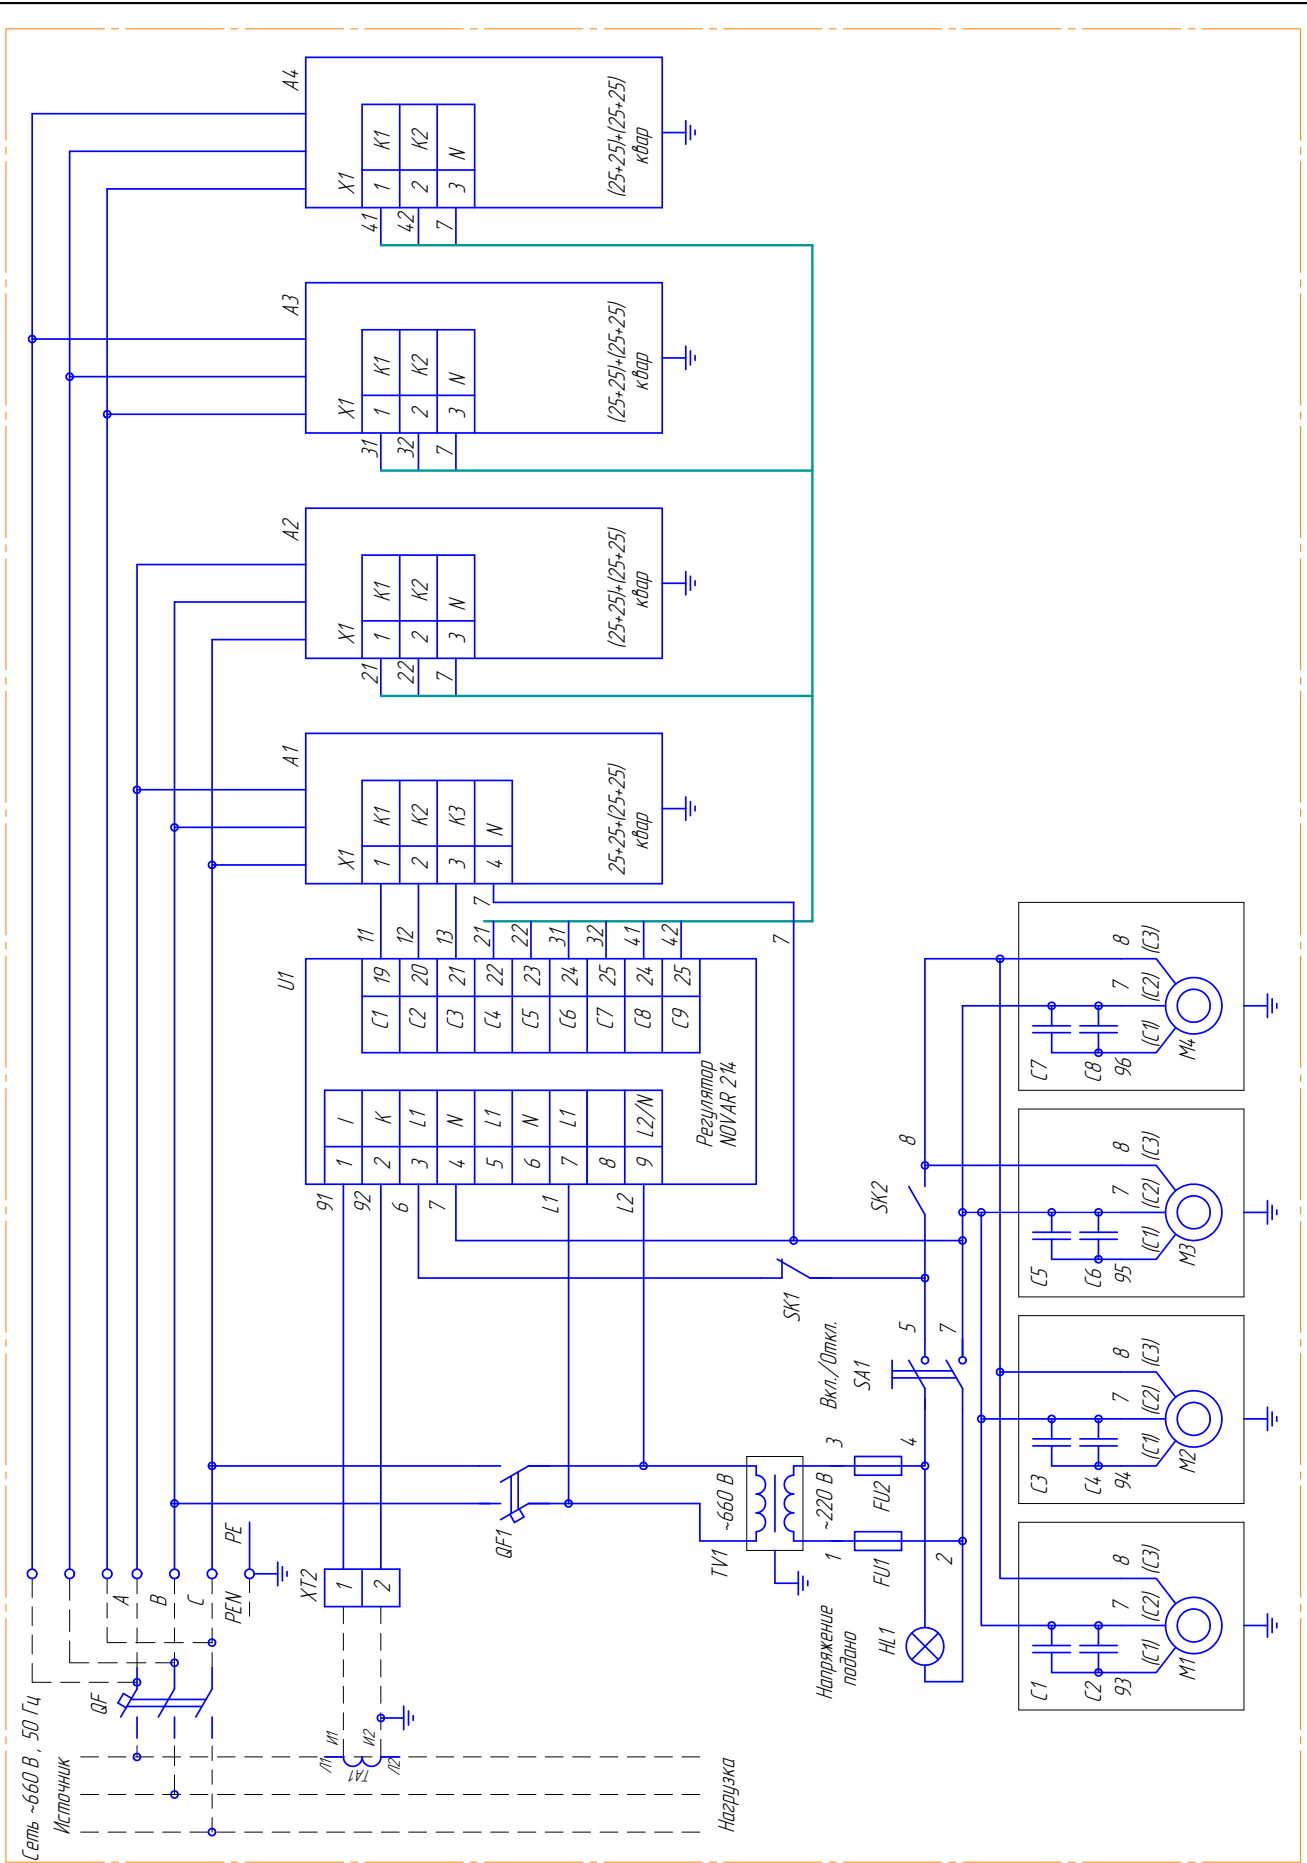 Сеть ~660 В , 50 Гц
Источник
Нагрузка
QF
A
B
C
PEN
PE
Л1
И1
TA1
И2
Л2
XT2
1
2
QF1
91
92
6
7
L1
L2
U1
1 I
2 K
3 L1
4 N
5 L1
6 N
7 L1
8
9 L2/N
Регулятор
NOVAR 214
C1 19
C2 20
C3 21
C4 22
C5 23
C6 24
C7 25
C8 24
C9 25
11
12
13
21
22
31
32
41
42
7
7
A1
X1
1 K1
2 K2
3 K3
4 N
25+25+(25+25)
квар
A2
X1
21
22
7
1 K1
2 K2
3 N
(25+25)+(25+25)
квар
A3
X1
31
32
7
1 K1
2 K2
3 N
(25+25)+(25+25)
квар
A4
X1
41
42
7
1 K1
2 K2
3 N
(25+25)+(25+25)
квар
TV1
~660 В
~220 В
1
3
FU1
FU2
2
4
Напряжение
подано
HL1
Вкл./Откл.
SA1
5
7
SK1
SK2
8
C1
C2
93
7
8
(C1)
(C2)
(C3)
M1
C3
C4
94
7
8
(C1)
(C2)
(C3)
M2
C5
C6
95
7
8
(C1)
(C2)
(C3)
M3
C7
C8
96
7
8
(C1)
(C2)
(C3)
M4